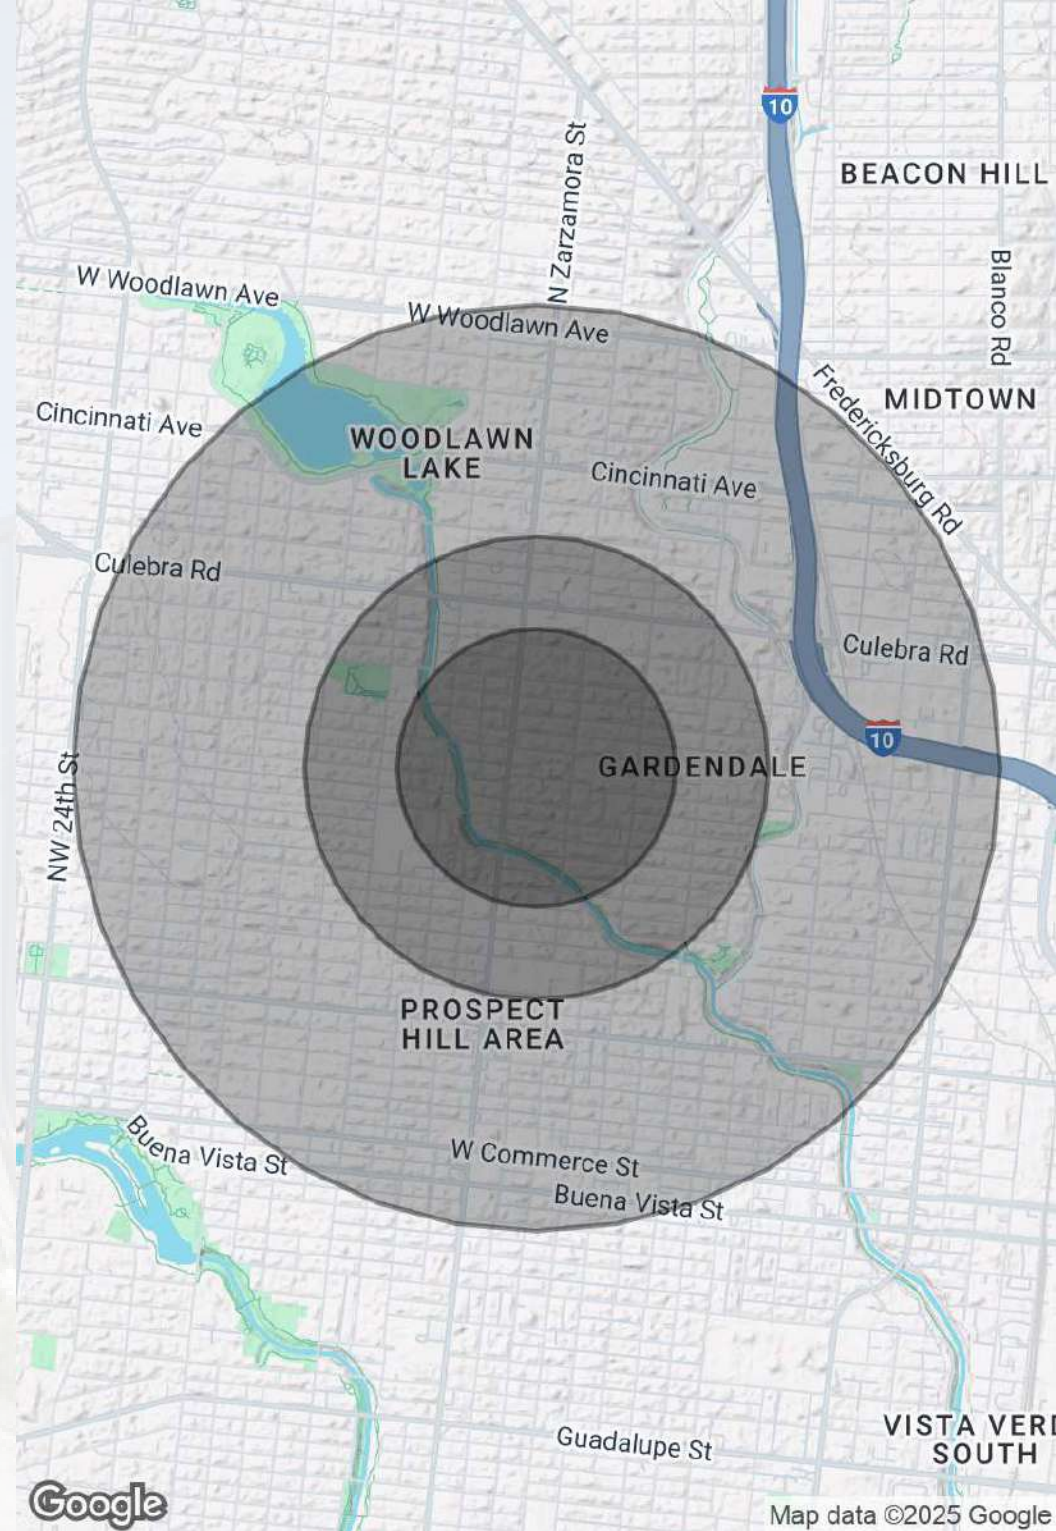 10
N Zarzamora St
BEACON HILL
W Woodlawn Ave
Blanco Rd
W Woodlawn Ave
Fredericksburg Rd
MIDTOWN
Cincinnati Ave
WOODLAWN
LAKE
Cincinnati Ave
Culebra Rd
Culebra Rd
10
GARDENDALE
NW 24th St
PROSPECT
HILL AREA
Buena Vista St
W Commerce St
Buena Vista St
VISTA VERD
SOUTH
Guadalupe St
Google
Map data ©2025 Google